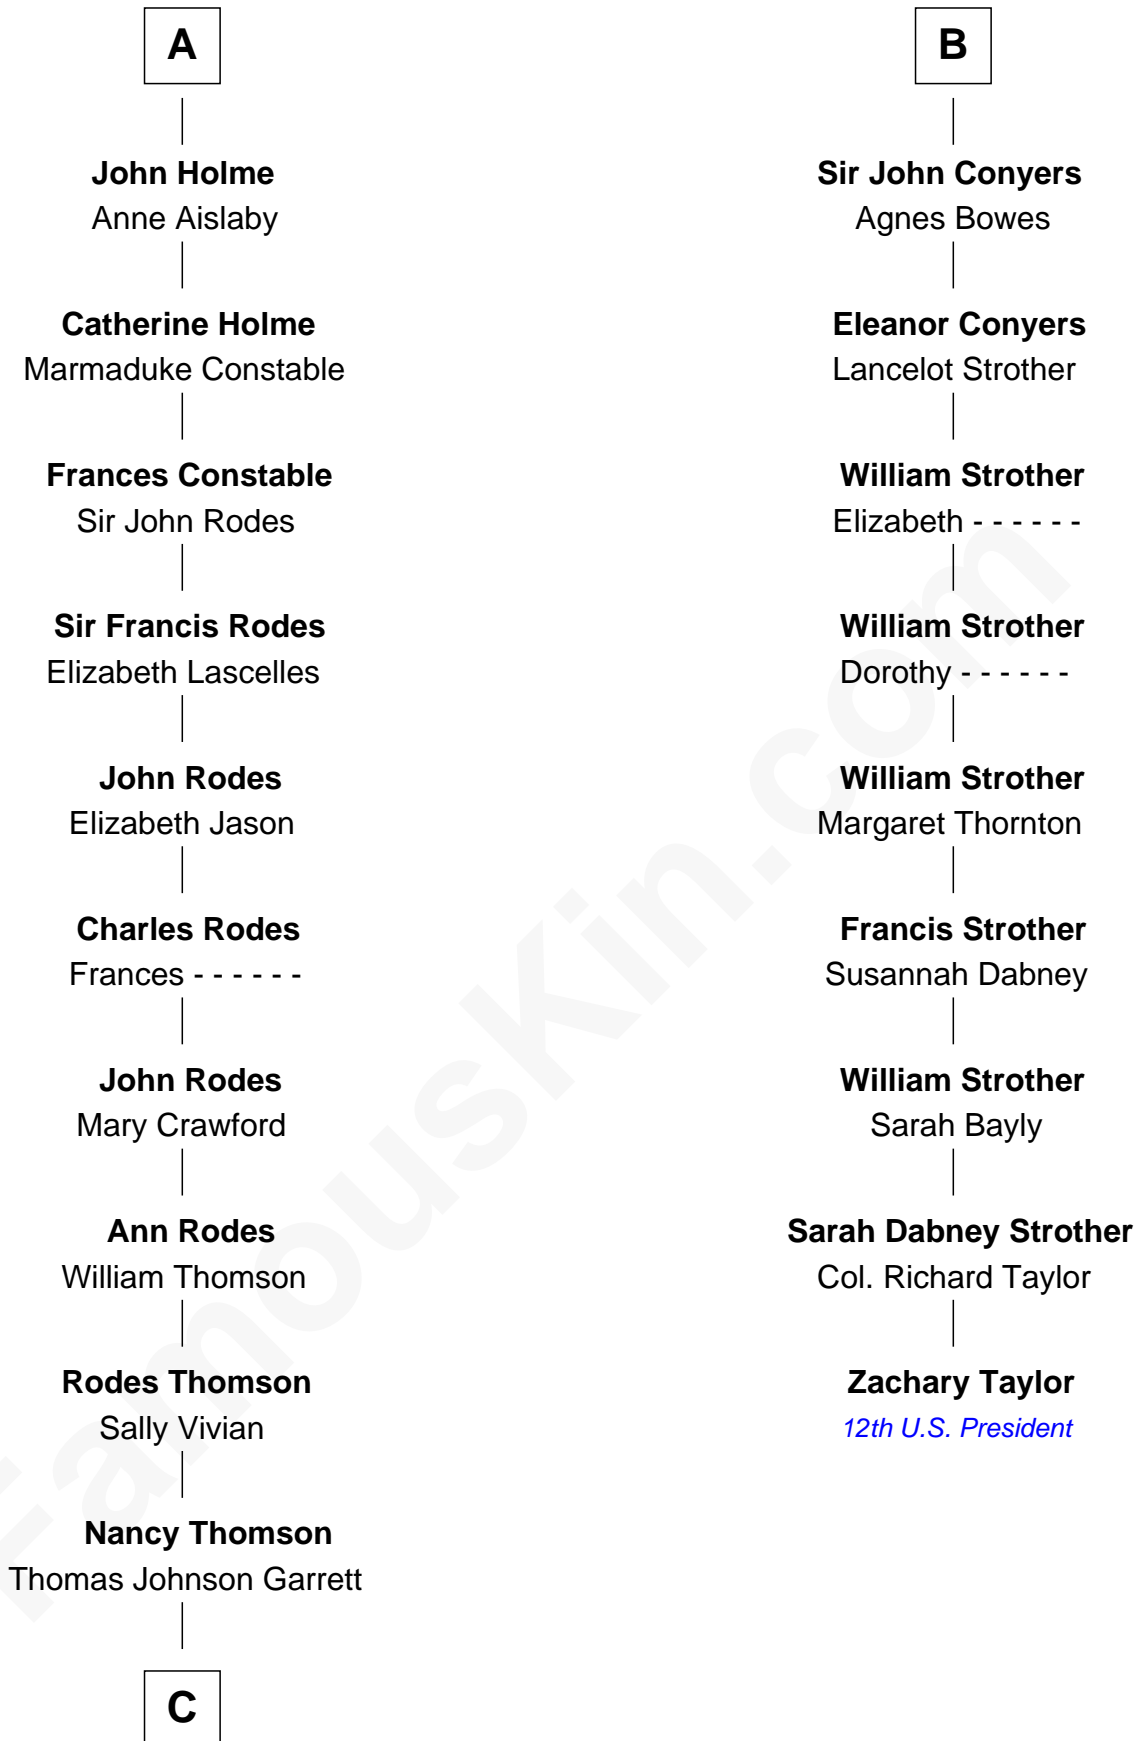 A
John Holme
Anne Aislaby
Catherine Holme
Marmaduke Constable
Frances Constable
Sir John Rodes
Sir Francis Rodes
Elizabeth Lascelles
John Rodes
Elizabeth Jason
Charles Rodes
Frances - - - - - -
John Rodes
Mary Crawford
Ann Rodes
William Thomson
Rodes Thomson
Sally Vivian
Nancy Thomson
Thomas Johnson Garrett
C
B
Sir John Conyers
Agnes Bowes
Eleanor Conyers
Lancelot Strother
William Strother
Elizabeth - - - - - -
William Strother
Dorothy - - - - - -
William Strother
Margaret Thornton
Francis Strother
Susannah Dabney
William Strother
Sarah Bayly
Sarah Dabney Strother
Col. Richard Taylor
Zachary Taylor
12th U.S. President
FamousKin.com